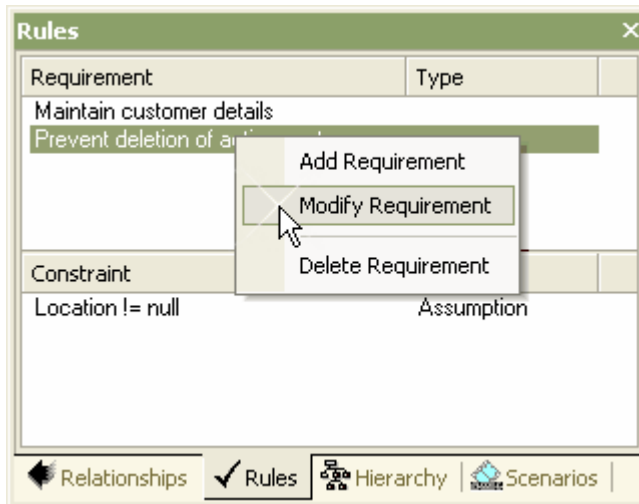 Rules
Requirement Type
Maintain customer details
Prevent deletion of
Add Requirement
Modify Requirement
Delete Requirement
Constraint
Location != null Assumption
Relationships Rules Hierarchy Scenarios